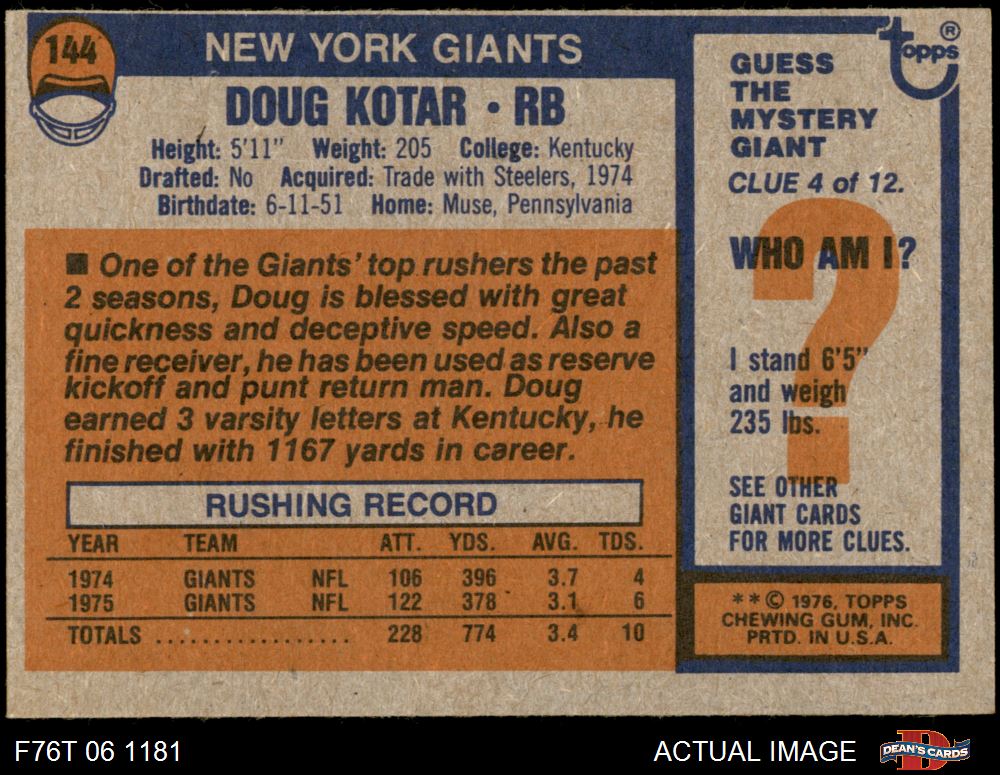 144
NEW YORK GIANTS
DOUG KOTAR • RB
Height: 5'11" Weight: 205 College: Kentucky
Drafted: No Acquired: Trade with Steelers, 1974
Birthdate: 6-11-51 Home: Muse, Pennsylvania
■ One of the Giants' top rushers the past
2 seasons, Doug is blessed with great
quickness and deceptive speed. Also a
fine receiver, he has been used as reserve
kickoff and punt return man. Doug
earned 3 varsity letters at Kentucky, he
finished with 1167 yards in career.
RUSHING RECORD
YEAR TEAM ATT. YDS. AVG. TDS.
1974 GIANTS NFL 106 396 3.7 4
1975 GIANTS NFL 122 378 3.1 6
TOTALS .................. 228 774 3.4 10
topps®
GUESS
THE
MYSTERY
GIANT
CLUE 4 of 12.
WHO AM I?
?
I stand 6'5"
and weigh
235 lbs.
SEE OTHER
GIANT CARDS
FOR MORE CLUES.
**© 1976, TOPPS
CHEWING GUM, INC.
PRTD. IN U.S.A.
F76T 06 1181
ACTUAL IMAGE
DEAN'S CARDS